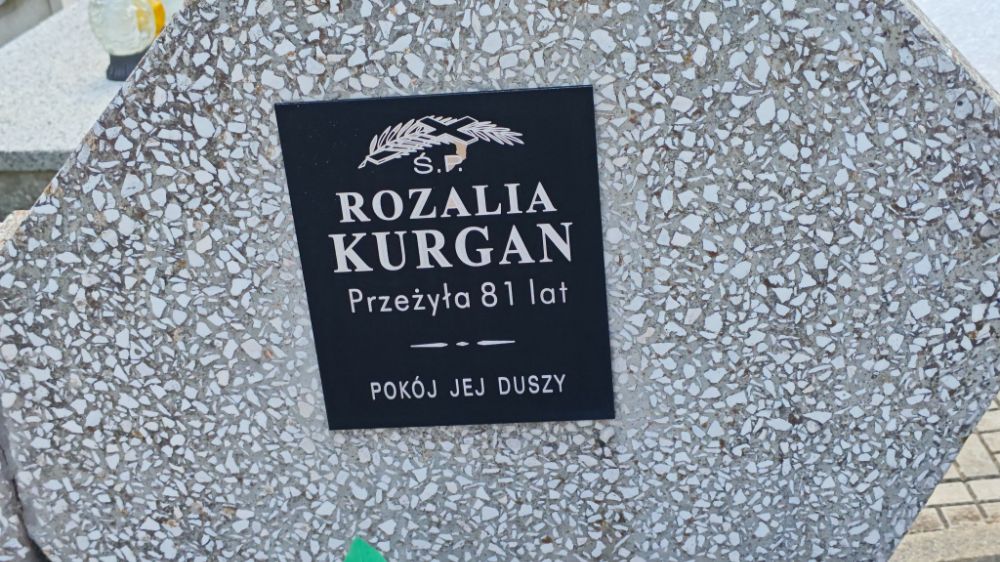 Ś.P.
ROZALIA
KURGAN
Przeżyła 81 lat
POKÓJ JEJ DUSZY